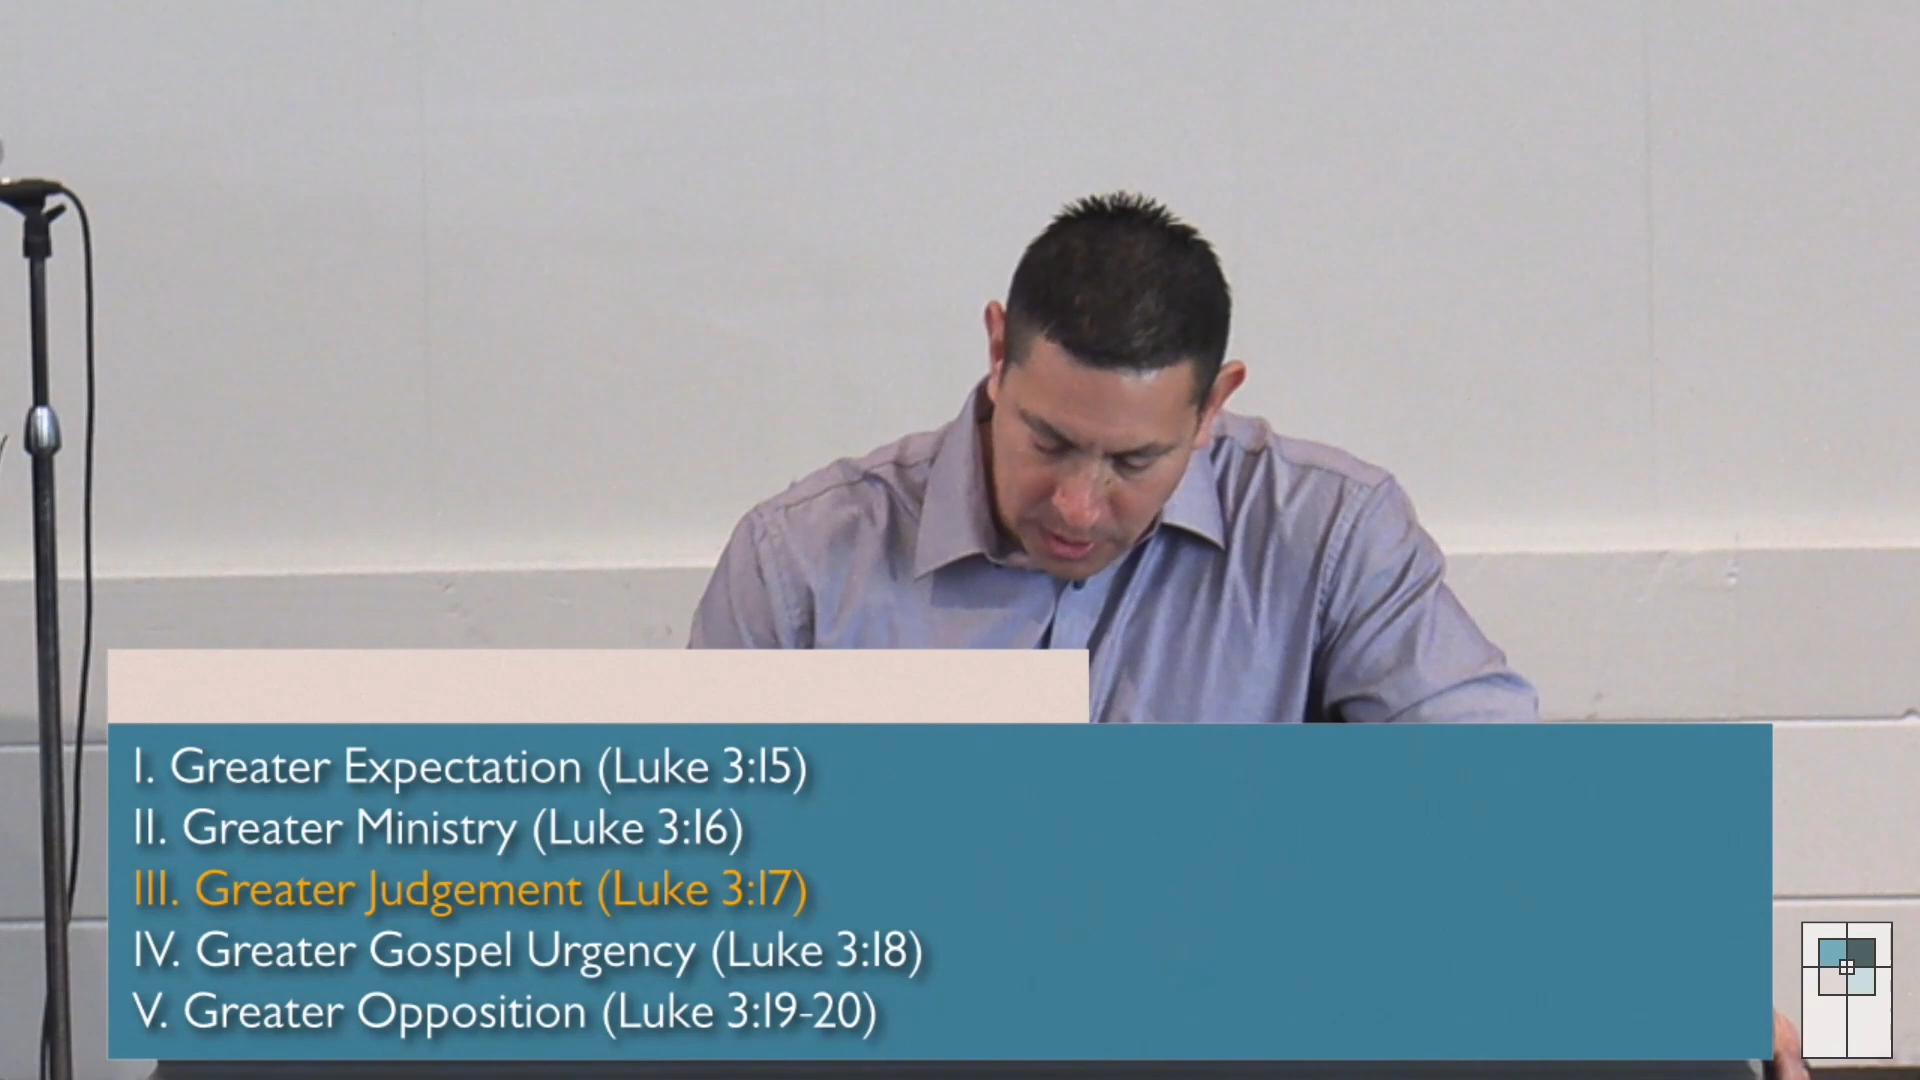 I. Greater Expectation (Luke 3:15)
II. Greater Ministry (Luke 3:16)
III. Greater Judgement (Luke 3:17)
IV. Greater Gospel Urgency (Luke 3:18)
V. Greater Opposition (Luke 3:19-20)